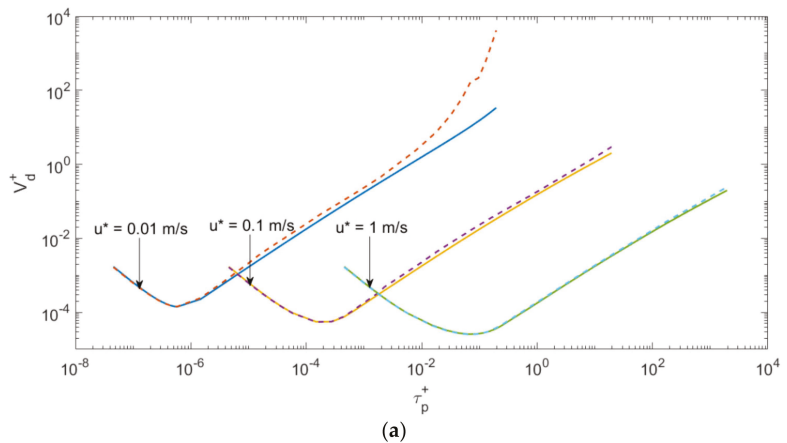 10^4
10^2
10^0
10^-2
10^-4
V_d^+
u* = 0.01 m/s
u* = 0.1 m/s
u* = 1 m/s
10^-8 10^-6 10^-4 10^-2 10^0 10^2 10^4
τ_p^+
(a)